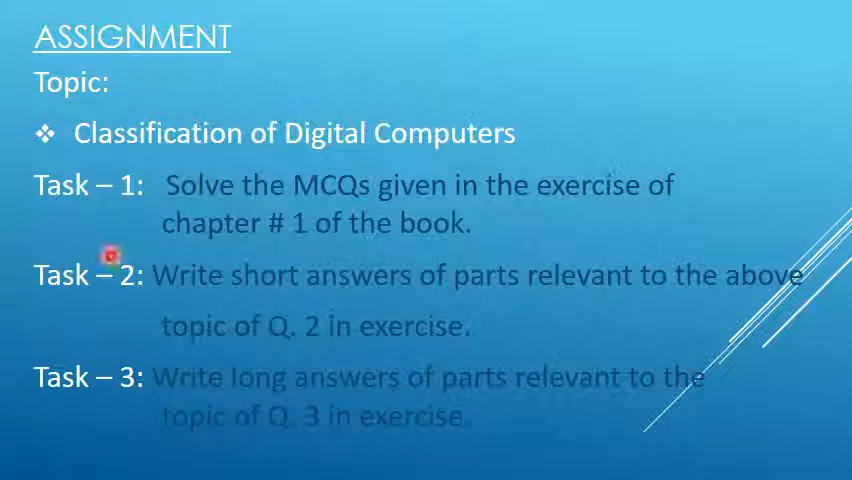 ASSIGNMENT
Topic:
❖ Classification of Digital Computers
Task – 1: Solve the MCQs given in the exercise of
chapter # 1 of the book.
Task – 2: Write short answers of parts relevant to the above
topic of Q. 2 in exercise.
Task – 3: Write long answers of parts relevant to the
topic of Q. 3 in exercise.